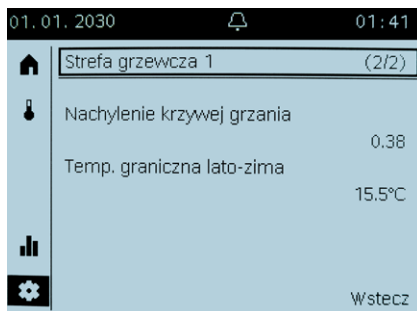 01.01.2030 01:41
Strefa grzewcza 1 (2/2)
Nachylenie krzywej grzania
0.38
Temp. graniczna lato-zima
15.5°C
Wstecz